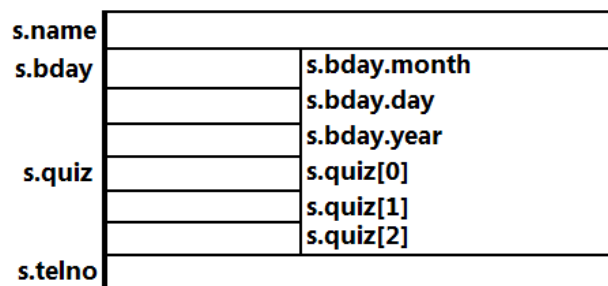 s.name
s.bday s.bday.month
s.bday.day
s.bday.year
s.quiz s.quiz[0]
s.quiz[1]
s.quiz[2]
s.telno